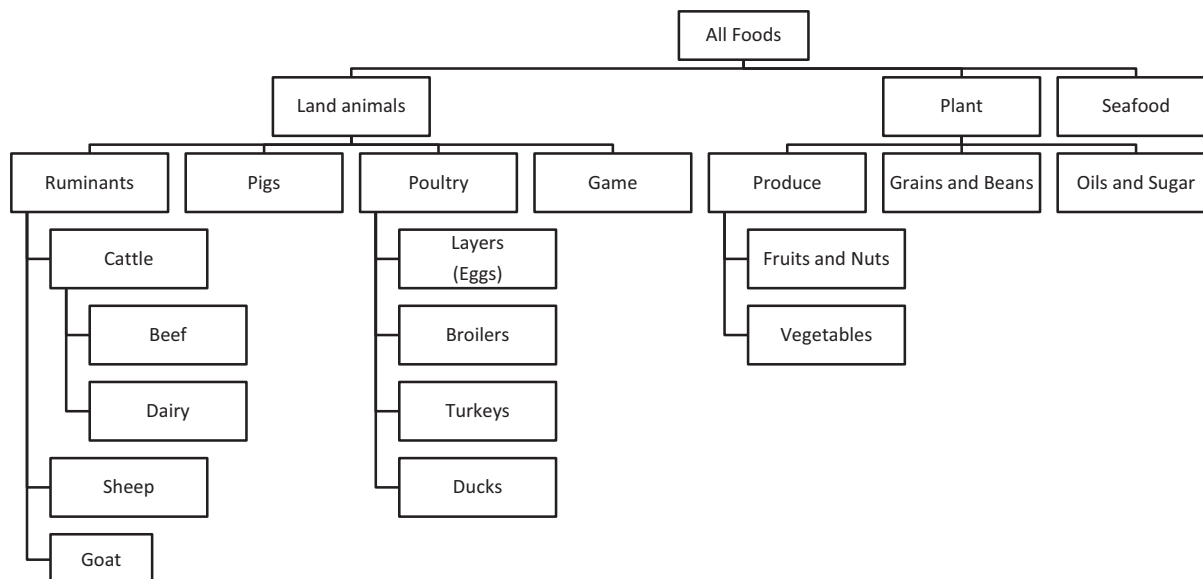 All Foods
Land animals
Plant
Seafood
Ruminants
Pigs
Poultry
Game
Produce
Grains and Beans
Oils and Sugar
Cattle
Layers
(Eggs)
Fruits and Nuts
Beef
Broilers
Vegetables
Dairy
Turkeys
Sheep
Ducks
Goat